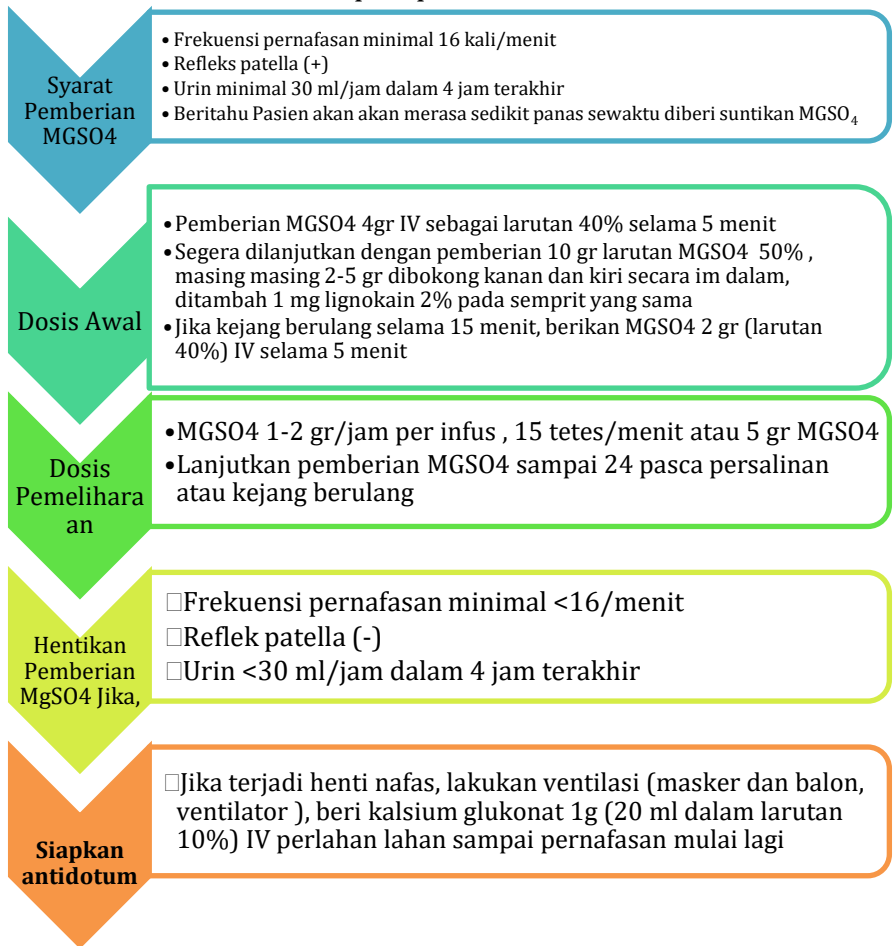 Syarat
Pemberian
MGSO4
• Frekuensi pernafasan minimal 16 kali/menit
• Refleks patella (+)
• Urin minimal 30 ml/jam dalam 4 jam terakhir
• Beritahu Pasien akan akan merasa sedikit panas sewaktu diberi suntikan MGSO₄
Dosis Awal
•Pemberian MGSO4 4gr IV sebagai larutan 40% selama 5 menit
•Segera dilanjutkan dengan pemberian 10 gr larutan MGSO4 50% ,
masing masing 2-5 gr dibokong kanan dan kiri secara im dalam,
ditambah 1 mg lignokain 2% pada semprit yang sama
•Jika kejang berulang selama 15 menit, berikan MGSO4 2 gr (larutan
40%) IV selama 5 menit
Dosis
Pemelihara
an
•MGSO4 1-2 gr/jam per infus , 15 tetes/menit atau 5 gr MGSO4
•Lanjutkan pemberian MGSO4 sampai 24 pasca persalinan
atau kejang berulang
Hentikan
Pemberian
MgSO4 Jika,
□Frekuensi pernafasan minimal <16/menit
□Reflek patella (-)
□Urin <30 ml/jam dalam 4 jam terakhir
Siapkan
antidotum
□Jika terjadi henti nafas, lakukan ventilasi (masker dan balon,
ventilator ), beri kalsium glukonat 1g (20 ml dalam larutan
10%) IV perlahan lahan sampai pernafasan mulai lagi